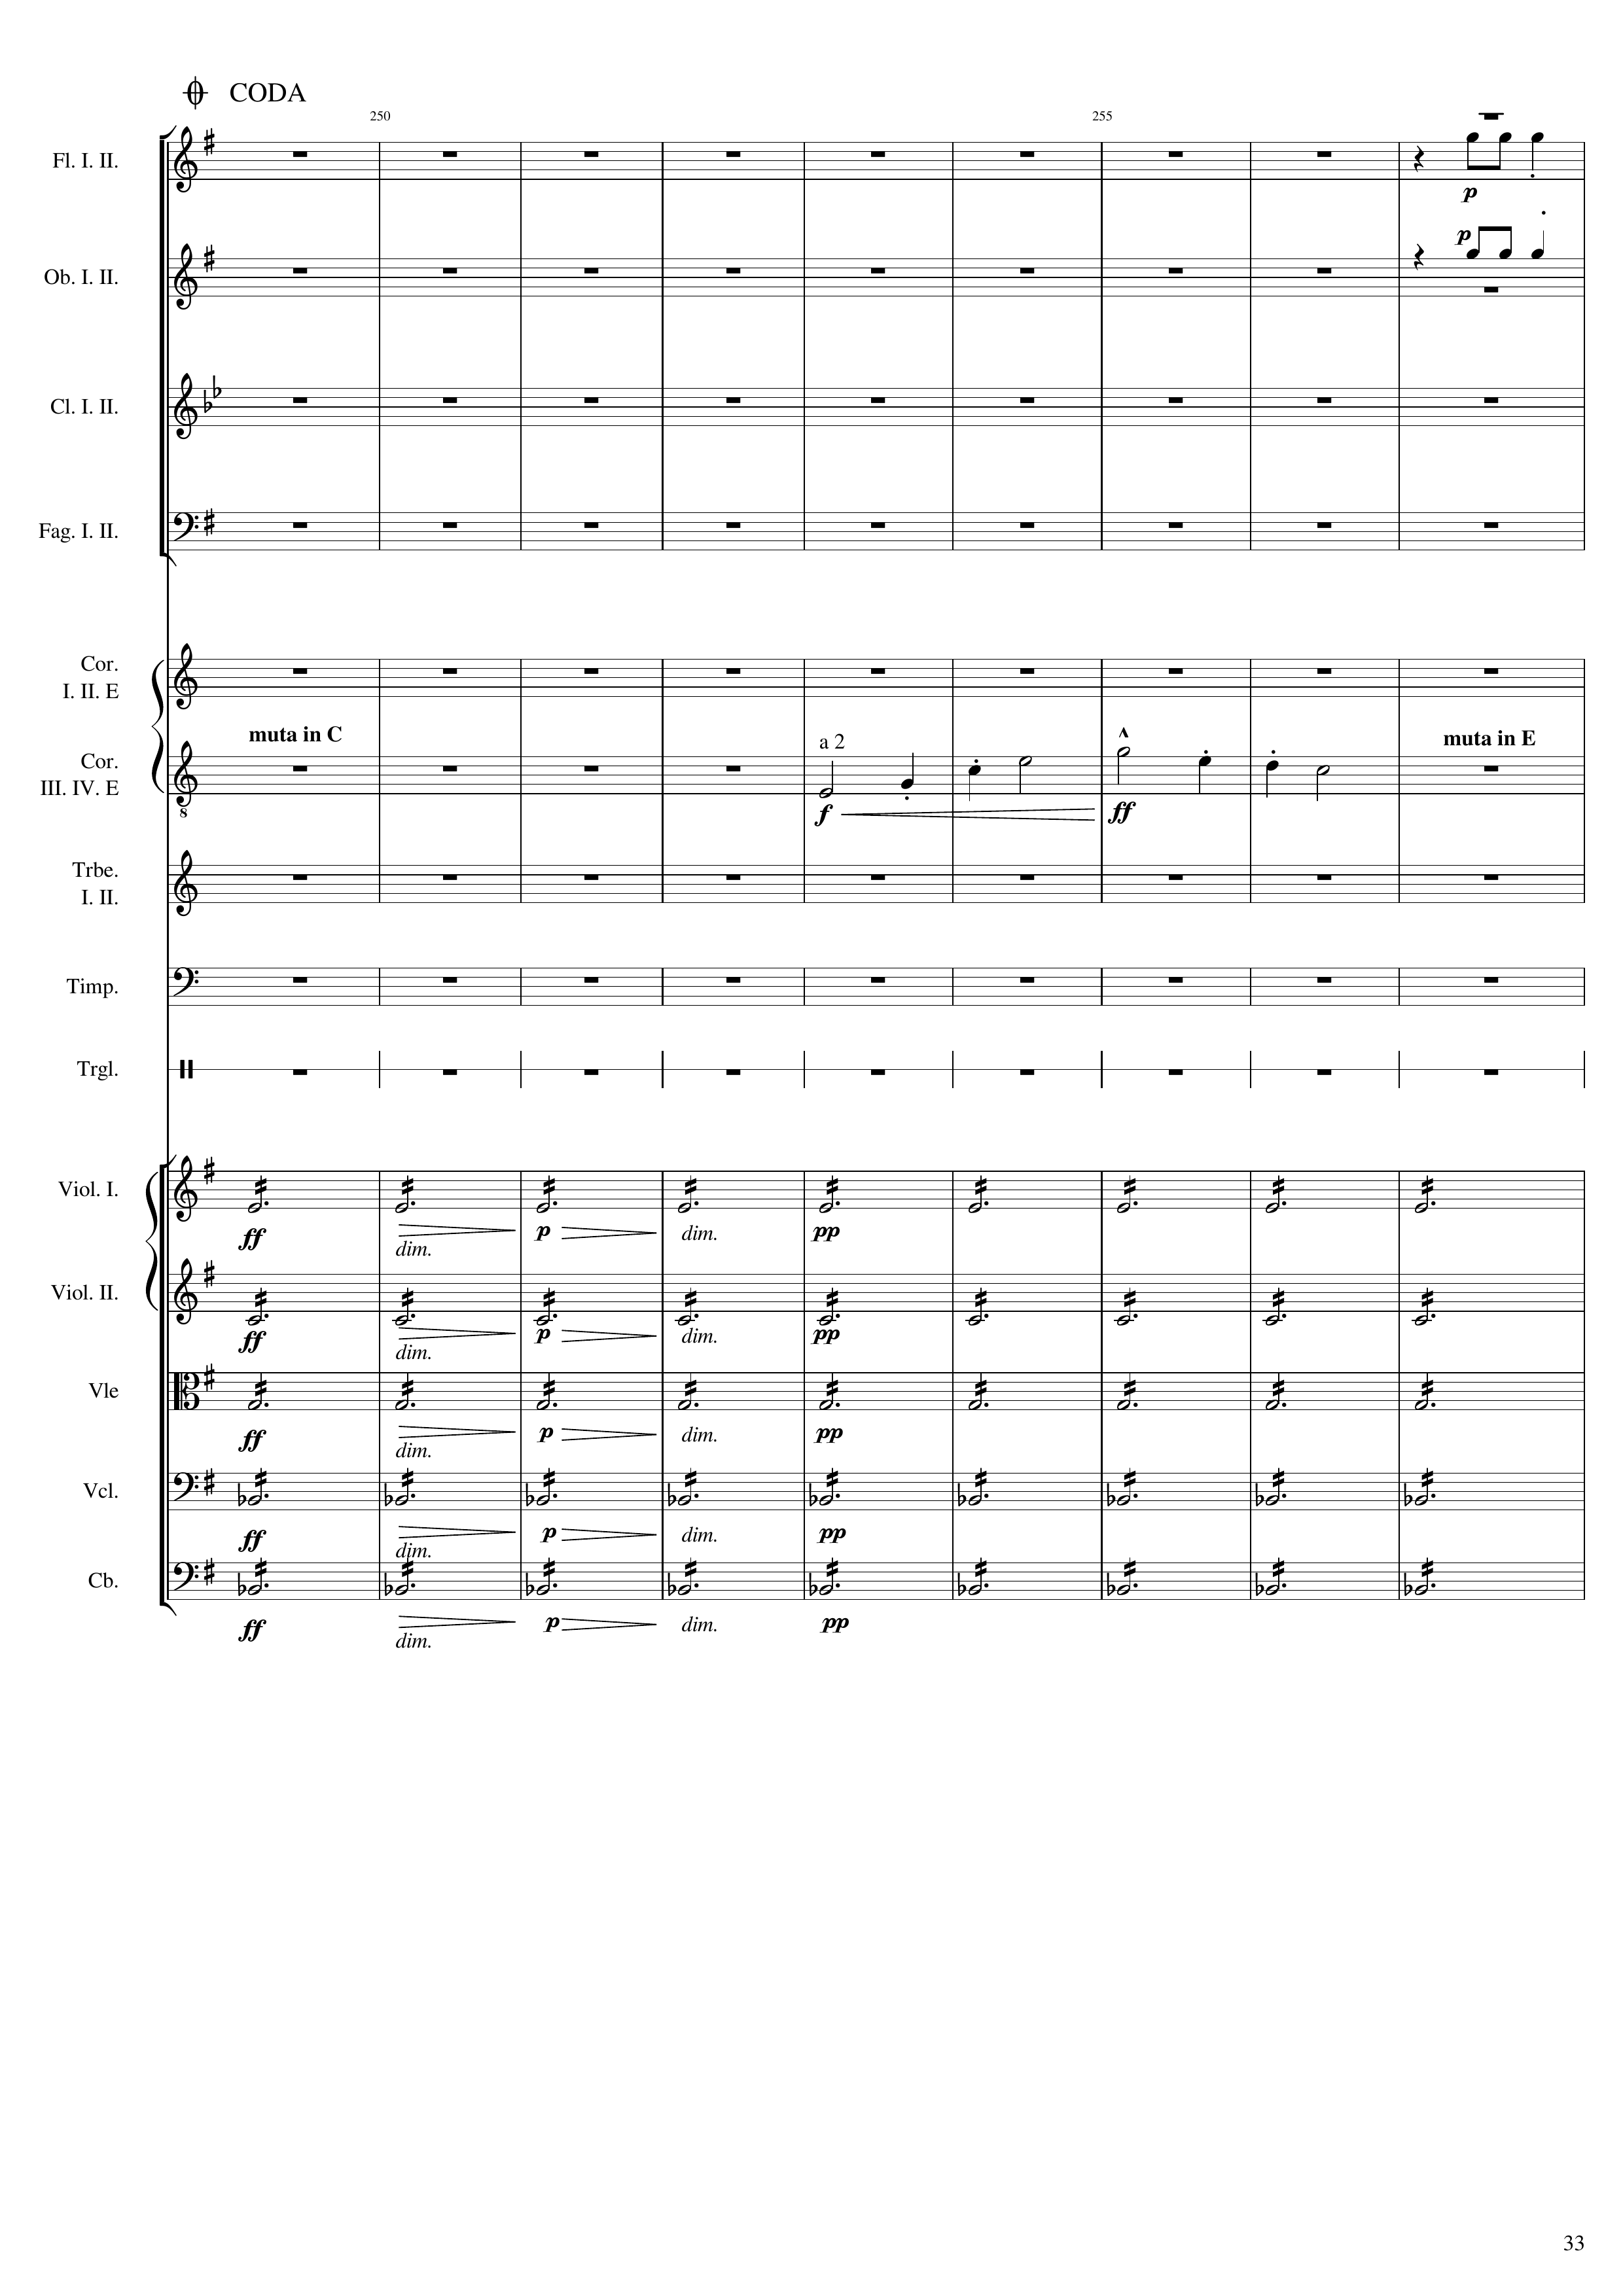 CODA
250
255
Fl. I. II.
p
p
Ob. I. II.
Cl. I. II.
Fag. I. II.
Cor.
I. II. E
muta in C
a 2
muta in E
Cor.
III. IV. E
8
f
ff
Trbe.
I. II.
Timp.
Trgl.
Viol. I.
ff
dim.
p
dim.
pp
Viol. II.
ff
dim.
p
dim.
pp
Vle
ff
dim.
p
dim.
pp
Vcl.
ff
dim.
p
dim.
pp
Cb.
ff
dim.
p
dim.
pp
33